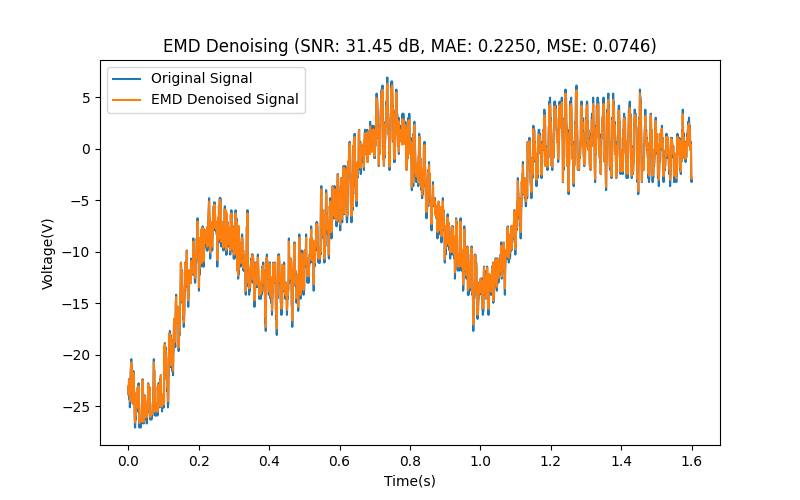 EMD Denoising (SNR: 31.45 dB, MAE: 0.2250, MSE: 0.0746)
Original Signal
EMD Denoised Signal
Voltage(V)
5
0
−5
−10
−15
−20
−25
0.0 0.2 0.4 0.6 0.8 1.0 1.2 1.4 1.6
Time(s)